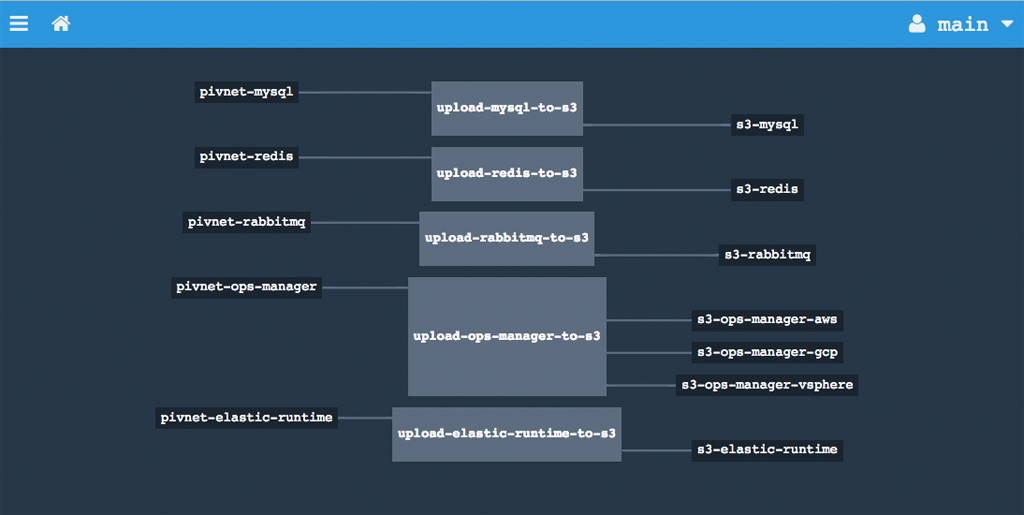 main
pivnet-mysql
upload-mysql-to-s3
s3-mysql
pivnet-redis
upload-redis-to-s3
s3-redis
pivnet-rabbitmq
upload-rabbitmq-to-s3
s3-rabbitmq
pivnet-ops-manager
upload-ops-manager-to-s3
s3-ops-manager-aws
s3-ops-manager-gcp
s3-ops-manager-vsphere
pivnet-elastic-runtime
upload-elastic-runtime-to-s3
s3-elastic-runtime